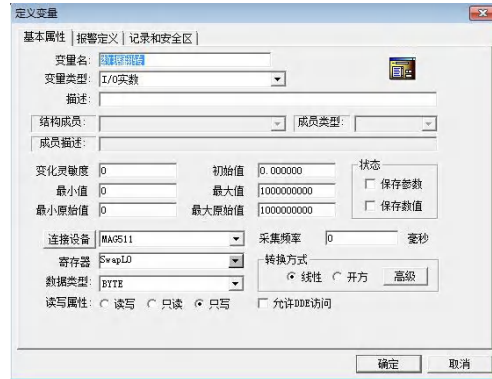 定义变量
基本属性 报警定义 记录和安全区
变量名: 数据翻转
变量类型: I/O实数
描述:
结构成员: 成员类型:
成员描述:
变化灵敏度 0 初始值 0.000000 状态
最小值 0 最大值 1000000000 保存参数
最小原始值 0 最大原始值 1000000000 保存数值
连接设备 MAG511 采集频率 0 毫秒
寄存器 SwapL0 转换方式
数据类型: BYTE 线性 开方 高级
读写属性: 读写 只读 只写 允许DDE访问
确定 取消